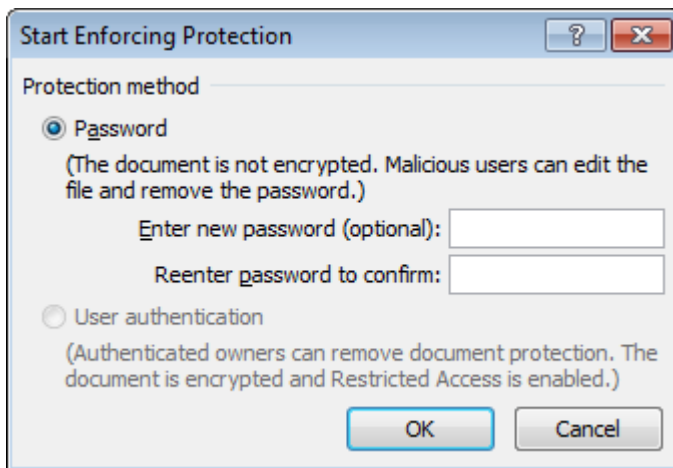 Start Enforcing Protection
Protection method
Password
(The document is not encrypted. Malicious users can edit the
file and remove the password.)
Enter new password (optional):
Reenter password to confirm:
User authentication
(Authenticated owners can remove document protection. The
document is encrypted and Restricted Access is enabled.)
OK Cancel